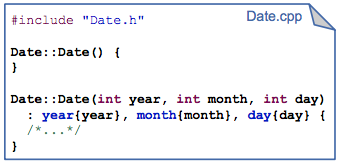 Date.cpp
#include "Date.h"
Date::Date() {
}
Date::Date(int year, int month, int day)
  : year{year}, month{month}, day{day} {
  /*...*/
}